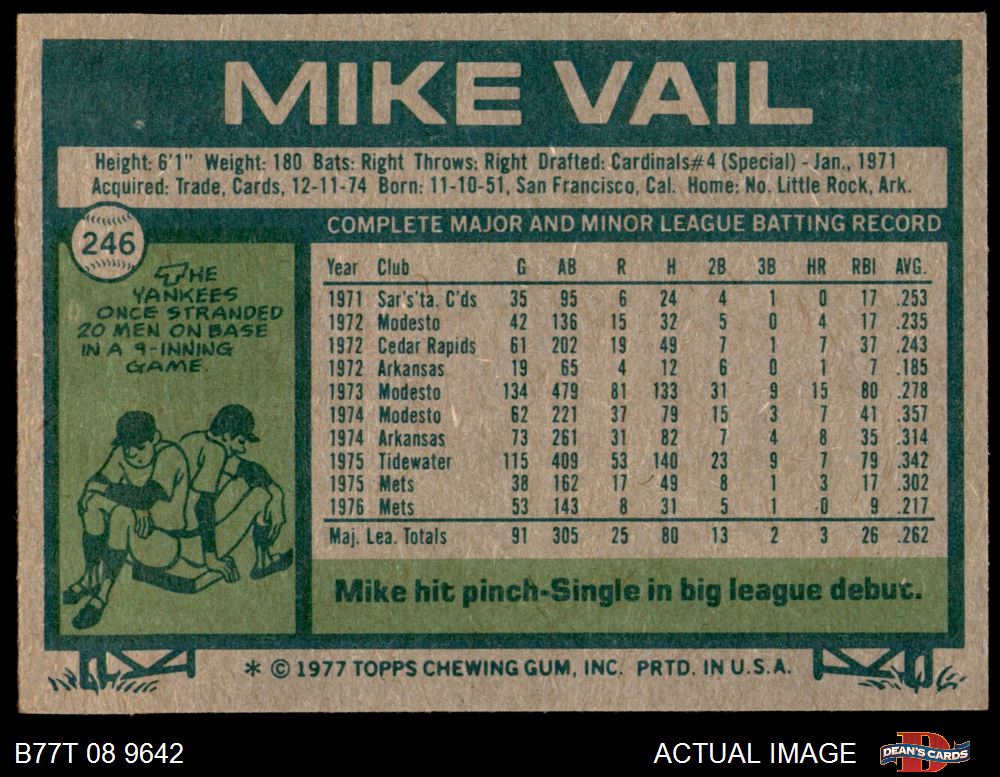 MIKE VAIL
Height: 6'1" Weight: 180 Bats: Right Throws: Right Drafted: Cardinals#4 (Special) - Jan., 1971
Acquired: Trade, Cards, 12-11-74 Born: 11-10-51, San Francisco, Cal. Home: No. Little Rock, Ark.
246
THE
YANKEES
ONCE STRANDED
20 MEN ON BASE
IN A 9-INNING
GAME.
COMPLETE MAJOR AND MINOR LEAGUE BATTING RECORD
Year Club G AB R H 2B 3B HR RBI AVG.
1971 Sar's'ta. C'ds 35 95 6 24 4 1 0 17 .253
1972 Modesto 42 136 15 32 5 0 4 17 .235
1972 Cedar Rapids 61 202 19 49 7 1 7 37 .243
1972 Arkansas 19 65 4 12 6 0 1 7 .185
1973 Modesto 134 479 81 133 31 9 15 80 .278
1974 Modesto 62 221 37 79 15 3 7 41 .357
1974 Arkansas 73 261 31 82 7 4 8 35 .314
1975 Tidewater 115 409 53 140 23 9 7 79 .342
1975 Mets 38 162 17 49 8 1 3 17 .302
1976 Mets 53 143 8 31 5 1 0 9 .217
Maj. Lea. Totals 91 305 25 80 13 2 3 26 .262
Mike hit pinch-Single in big league debut.
* © 1977 TOPPS CHEWING GUM, INC. PRTD. IN U.S.A.
B77T 08 9642
ACTUAL IMAGE
DEAN'S CARDS